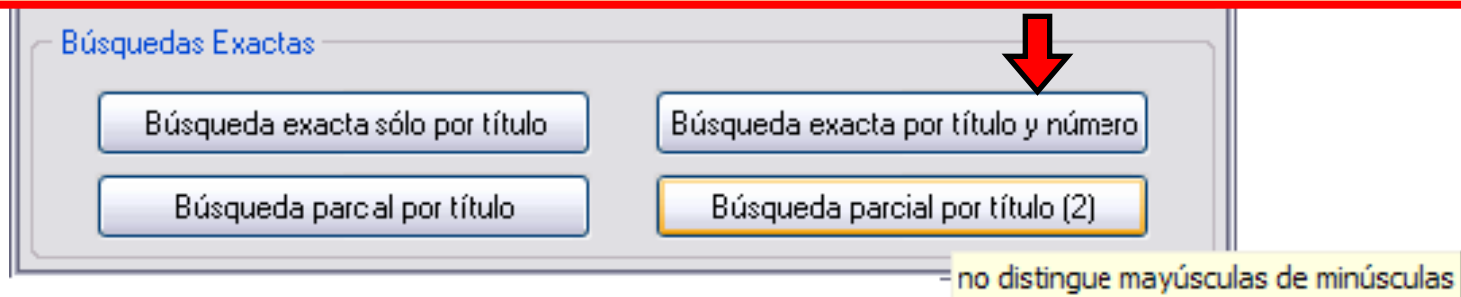 Búsquedas Exactas
Búsqueda exacta sólo por título
Búsqueda exacta por título y número
Búsqueda parcial por título
Búsqueda parcial por título (2)
no distingue mayúsculas de minúsculas